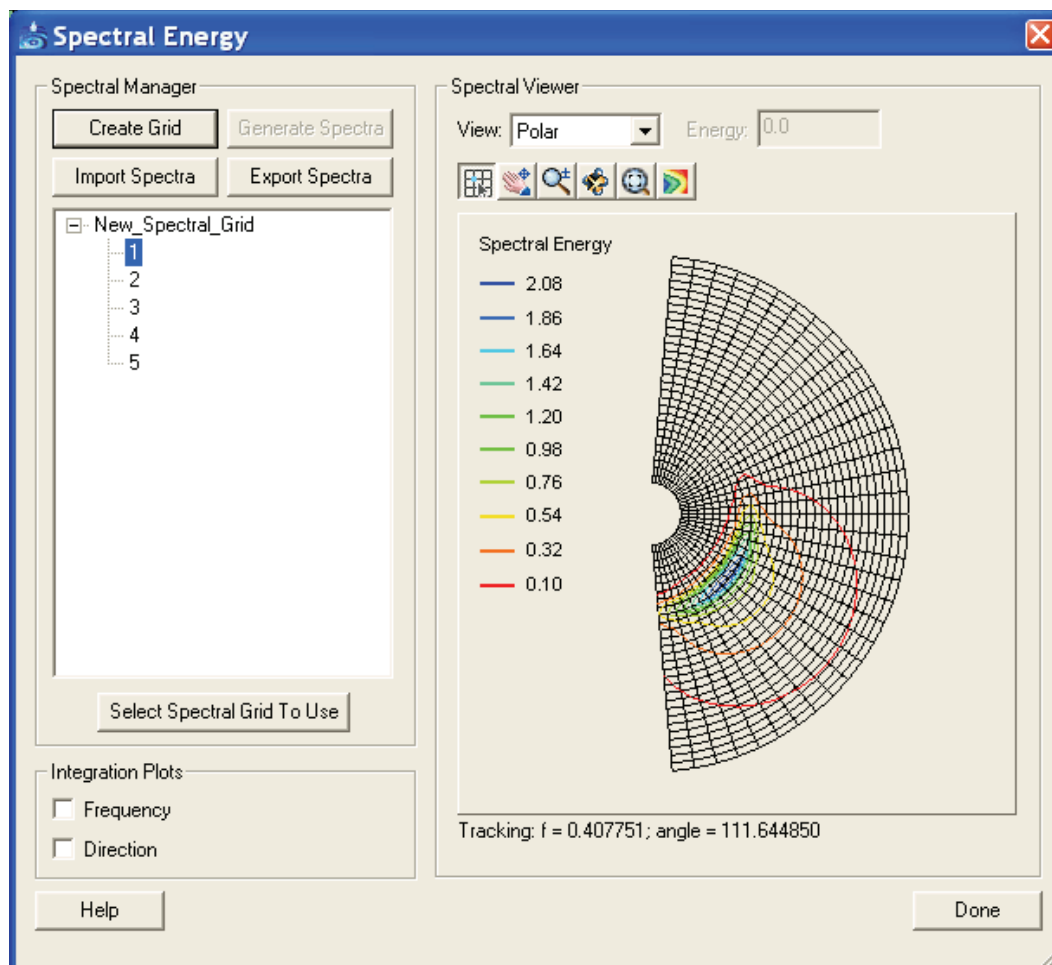 Spectral Energy
Spectral Manager
Create Grid
Generate Spectra
Import Spectra
Export Spectra
New_Spectral_Grid
1
2
3
4
5
Select Spectral Grid To Use
Integration Plots
Frequency
Direction
Help
Spectral Viewer
View: Polar
Energy: 0.0
Spectral Energy
2.08
1.86
1.64
1.42
1.20
0.98
0.76
0.54
0.32
0.10
Tracking: f = 0.407751; angle = 111.644850
Done